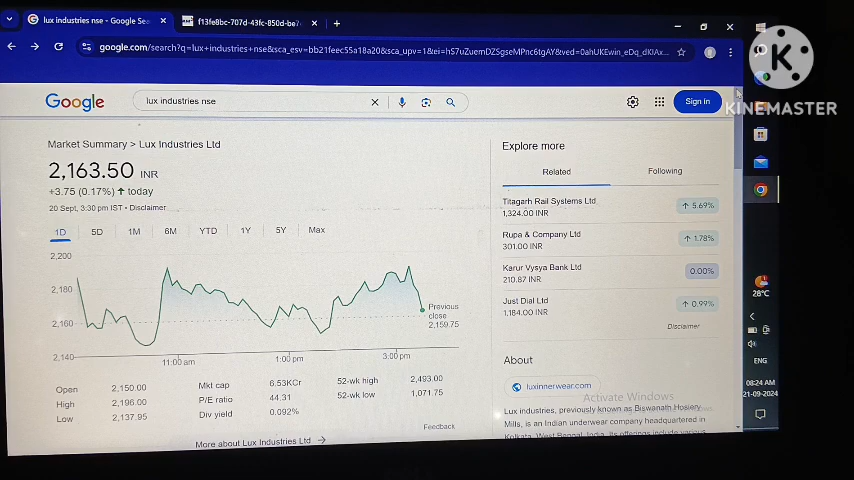 lux industries nse - Google Sea
f13fe8bc-707d-43fc-850d-be7
google.com/search?q=lux+industries+nse&sca_esv=bb21feec55a18a20&sca_upv=1&ei=hS7uZuemDZSgseMPnc6tgAY&ved=0ahUKEwin_eDq_dKIAx...
KINEMASTER
Google
lux industries nse
Sign in
Market Summary > Lux Industries Ltd
2,163.50 INR
+3.75 (0.17%) ↑ today
20 Sept, 3:30 pm IST • Disclaimer
1D 5D 1M 6M YTD 1Y 5Y Max
2,200
2,180
2,160
2,140
11:00 am 1:00 pm 3:00 pm
Previous
close
2,159.75
Open 2,150.00
High 2,196.00
Low 2,137.95
Mkt cap 6.53KCr
P/E ratio 44.31
Div yield 0.092%
52-wk high 2,493.00
52-wk low 1,071.75
Feedback
More about Lux Industries Ltd →
Explore more
Related Following
Titagarh Rail Systems Ltd
1,324.00 INR
↑ 5.69%
Rupa & Company Ltd
301.00 INR
↑ 1.78%
Karur Vysya Bank Ltd
210.87 INR
0.00%
Just Dial Ltd
1,184.00 INR
↑ 0.99%
Disclaimer
About
luxinnerwear.com
Activate Windows
Lux industries, previously known as Biswanath Hosiery
Mills, is an Indian underwear company headquartered in
Kolkata, West Bengal, India. Its offerings include various
28°C
ENG
08:24 AM
21-09-2024